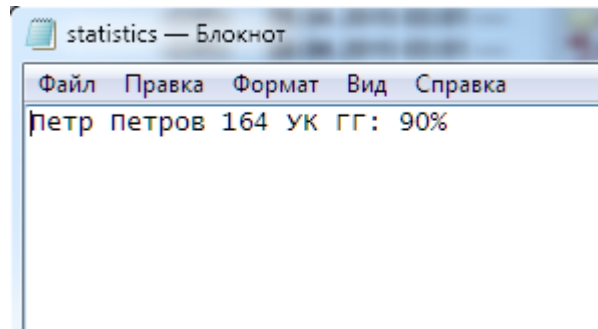 statistics — Блокнот
Файл Правка Формат Вид Справка
Петр Петров 164 УК ГГ: 90%